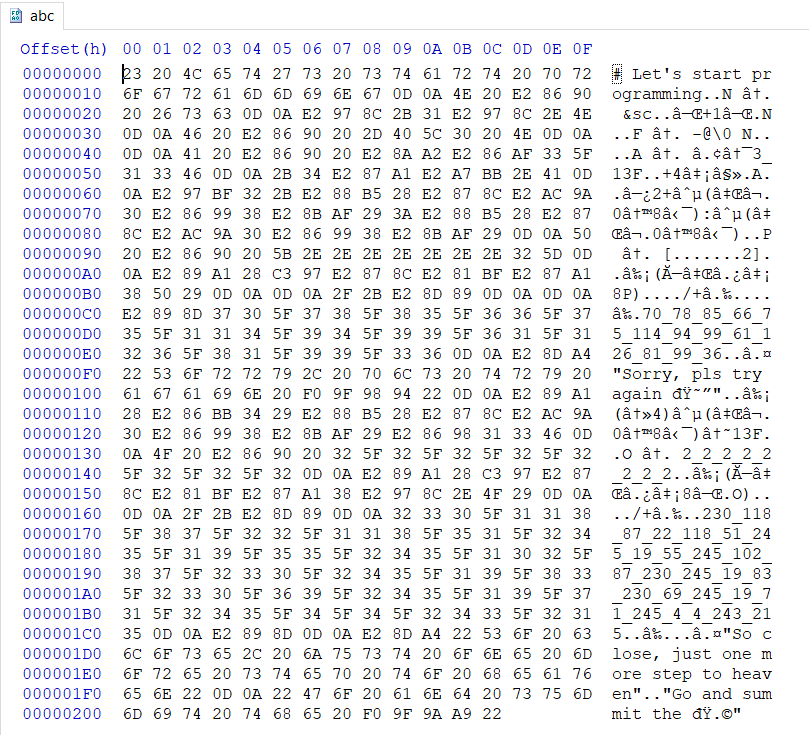 abc
Offset(h) 00 01 02 03 04 05 06 07 08 09 0A 0B 0C 0D 0E 0F
00000000 23 20 4C 65 74 27 73 20 73 74 61 72 74 20 70 72 # Let's start pr
00000010 6F 67 72 61 6D 6D 69 6E 67 0D 0A 4E 20 E2 86 90 ogramming..N â†.
00000020 20 26 73 63 0D 0A E2 97 8C 2B 31 E2 97 8C 2E 4E &sc..â—Œ+1â—Œ.N
00000030 0D 0A 46 20 E2 86 90 20 2D 40 5C 30 20 4E 0D 0A ..F â†. -@\0 N..
00000040 0D 0A 41 20 E2 86 90 20 E2 8A A2 E2 86 AF 33 5F ..A â†. â.¢â†¯3_
00000050 31 33 46 0D 0A 2B 34 E2 87 A1 E2 A7 BB 2E 41 0D 13F..+4â‡¡â§».A.
00000060 0A E2 97 BF 32 2B E2 88 B5 28 E2 87 8C E2 AC 9A .â—¿2+âˆµ(â‡Œâ¬.
00000070 30 E2 86 99 38 E2 8B AF 29 3A E2 88 B5 28 E2 87 0â†™8â‹¯):âˆµ(â‡
00000080 8C E2 AC 9A 30 E2 86 99 38 E2 8B AF 29 0D 0A 50 Œâ¬.0â†™8â‹¯)..P
00000090 20 E2 86 90 20 5B 2E 2E 2E 2E 2E 2E 2E 32 5D 0D â†. [.......2].
000000A0 0A E2 89 A1 28 C3 97 E2 87 8C E2 81 BF E2 87 A1 .â‰¡(Ã—â‡Œâ.¿â‡¡
000000B0 38 50 29 0D 0A 0D 0A 2F 2B E2 8D 89 0D 0A 0D 0A 8P)..../+â.‰....
000000C0 E2 89 8D 37 30 5F 37 38 5F 38 35 5F 36 36 5F 37 â‰.70_78_85_66_7
000000D0 35 5F 31 31 34 5F 39 34 5F 39 39 5F 36 31 5F 31 5_114_94_99_61_1
000000E0 32 36 5F 38 31 5F 39 39 5F 33 36 0D 0A E2 8D A4 26_81_99_36..â.¤
000000F0 22 53 6F 72 72 79 2C 20 70 6C 73 20 74 72 79 20 "Sorry, pls try
00000100 61 67 61 69 6E 20 F0 9F 98 94 22 0D 0A E2 89 A1 again đŸ˜”"..â‰¡
00000110 28 E2 86 BB 34 29 E2 88 B5 28 E2 87 8C E2 AC 9A (â†»4)âˆµ(â‡Œâ¬.
00000120 30 E2 86 99 38 E2 8B AF 29 E2 86 98 31 33 46 0D 0â†™8â‹¯)â†˜13F.
00000130 0A 4F 20 E2 86 90 20 32 5F 32 5F 32 5F 32 5F 32 .O â†. 2_2_2_2_2
00000140 5F 32 5F 32 5F 32 0D 0A E2 89 A1 28 C3 97 E2 87 _2_2_2..â‰¡(Ã—â‡
00000150 8C E2 81 BF E2 87 A1 38 E2 97 8C 2E 4F 29 0D 0A Œâ.¿â‡¡8â—Œ.O)..
00000160 0D 0A 2F 2B E2 8D 89 0D 0A 32 33 30 5F 31 31 38 ../+â.‰..230_118
00000170 5F 38 37 5F 32 32 5F 31 31 38 5F 35 31 5F 32 34 _87_22_118_51_24
00000180 35 5F 31 39 5F 35 35 5F 32 34 35 5F 31 30 32 5F 5_19_55_245_102_
00000190 38 37 5F 32 33 30 5F 32 34 35 5F 31 39 5F 38 33 87_230_245_19_83
000001A0 5F 32 33 30 5F 36 39 5F 32 34 35 5F 31 39 5F 37 _230_69_245_19_7
000001B0 31 5F 32 34 35 5F 34 5F 34 5F 32 34 33 5F 32 31 1_245_4_4_243_21
000001C0 35 0D 0A E2 89 8D 0D 0A E2 8D A4 22 53 6F 20 63 5..â‰...â.¤"So c
000001D0 6C 6F 73 65 2C 20 6A 75 73 74 20 6F 6E 65 20 6D lose, just one m
000001E0 6F 72 65 20 73 74 65 70 20 74 6F 20 68 65 61 76 ore step to heav
000001F0 65 6E 22 0D 0A 22 47 6F 20 61 6E 64 20 73 75 6D en".."Go and sum
00000200 6D 69 74 20 74 68 65 20 F0 9F 9A A9 22 mit the đŸ.©"